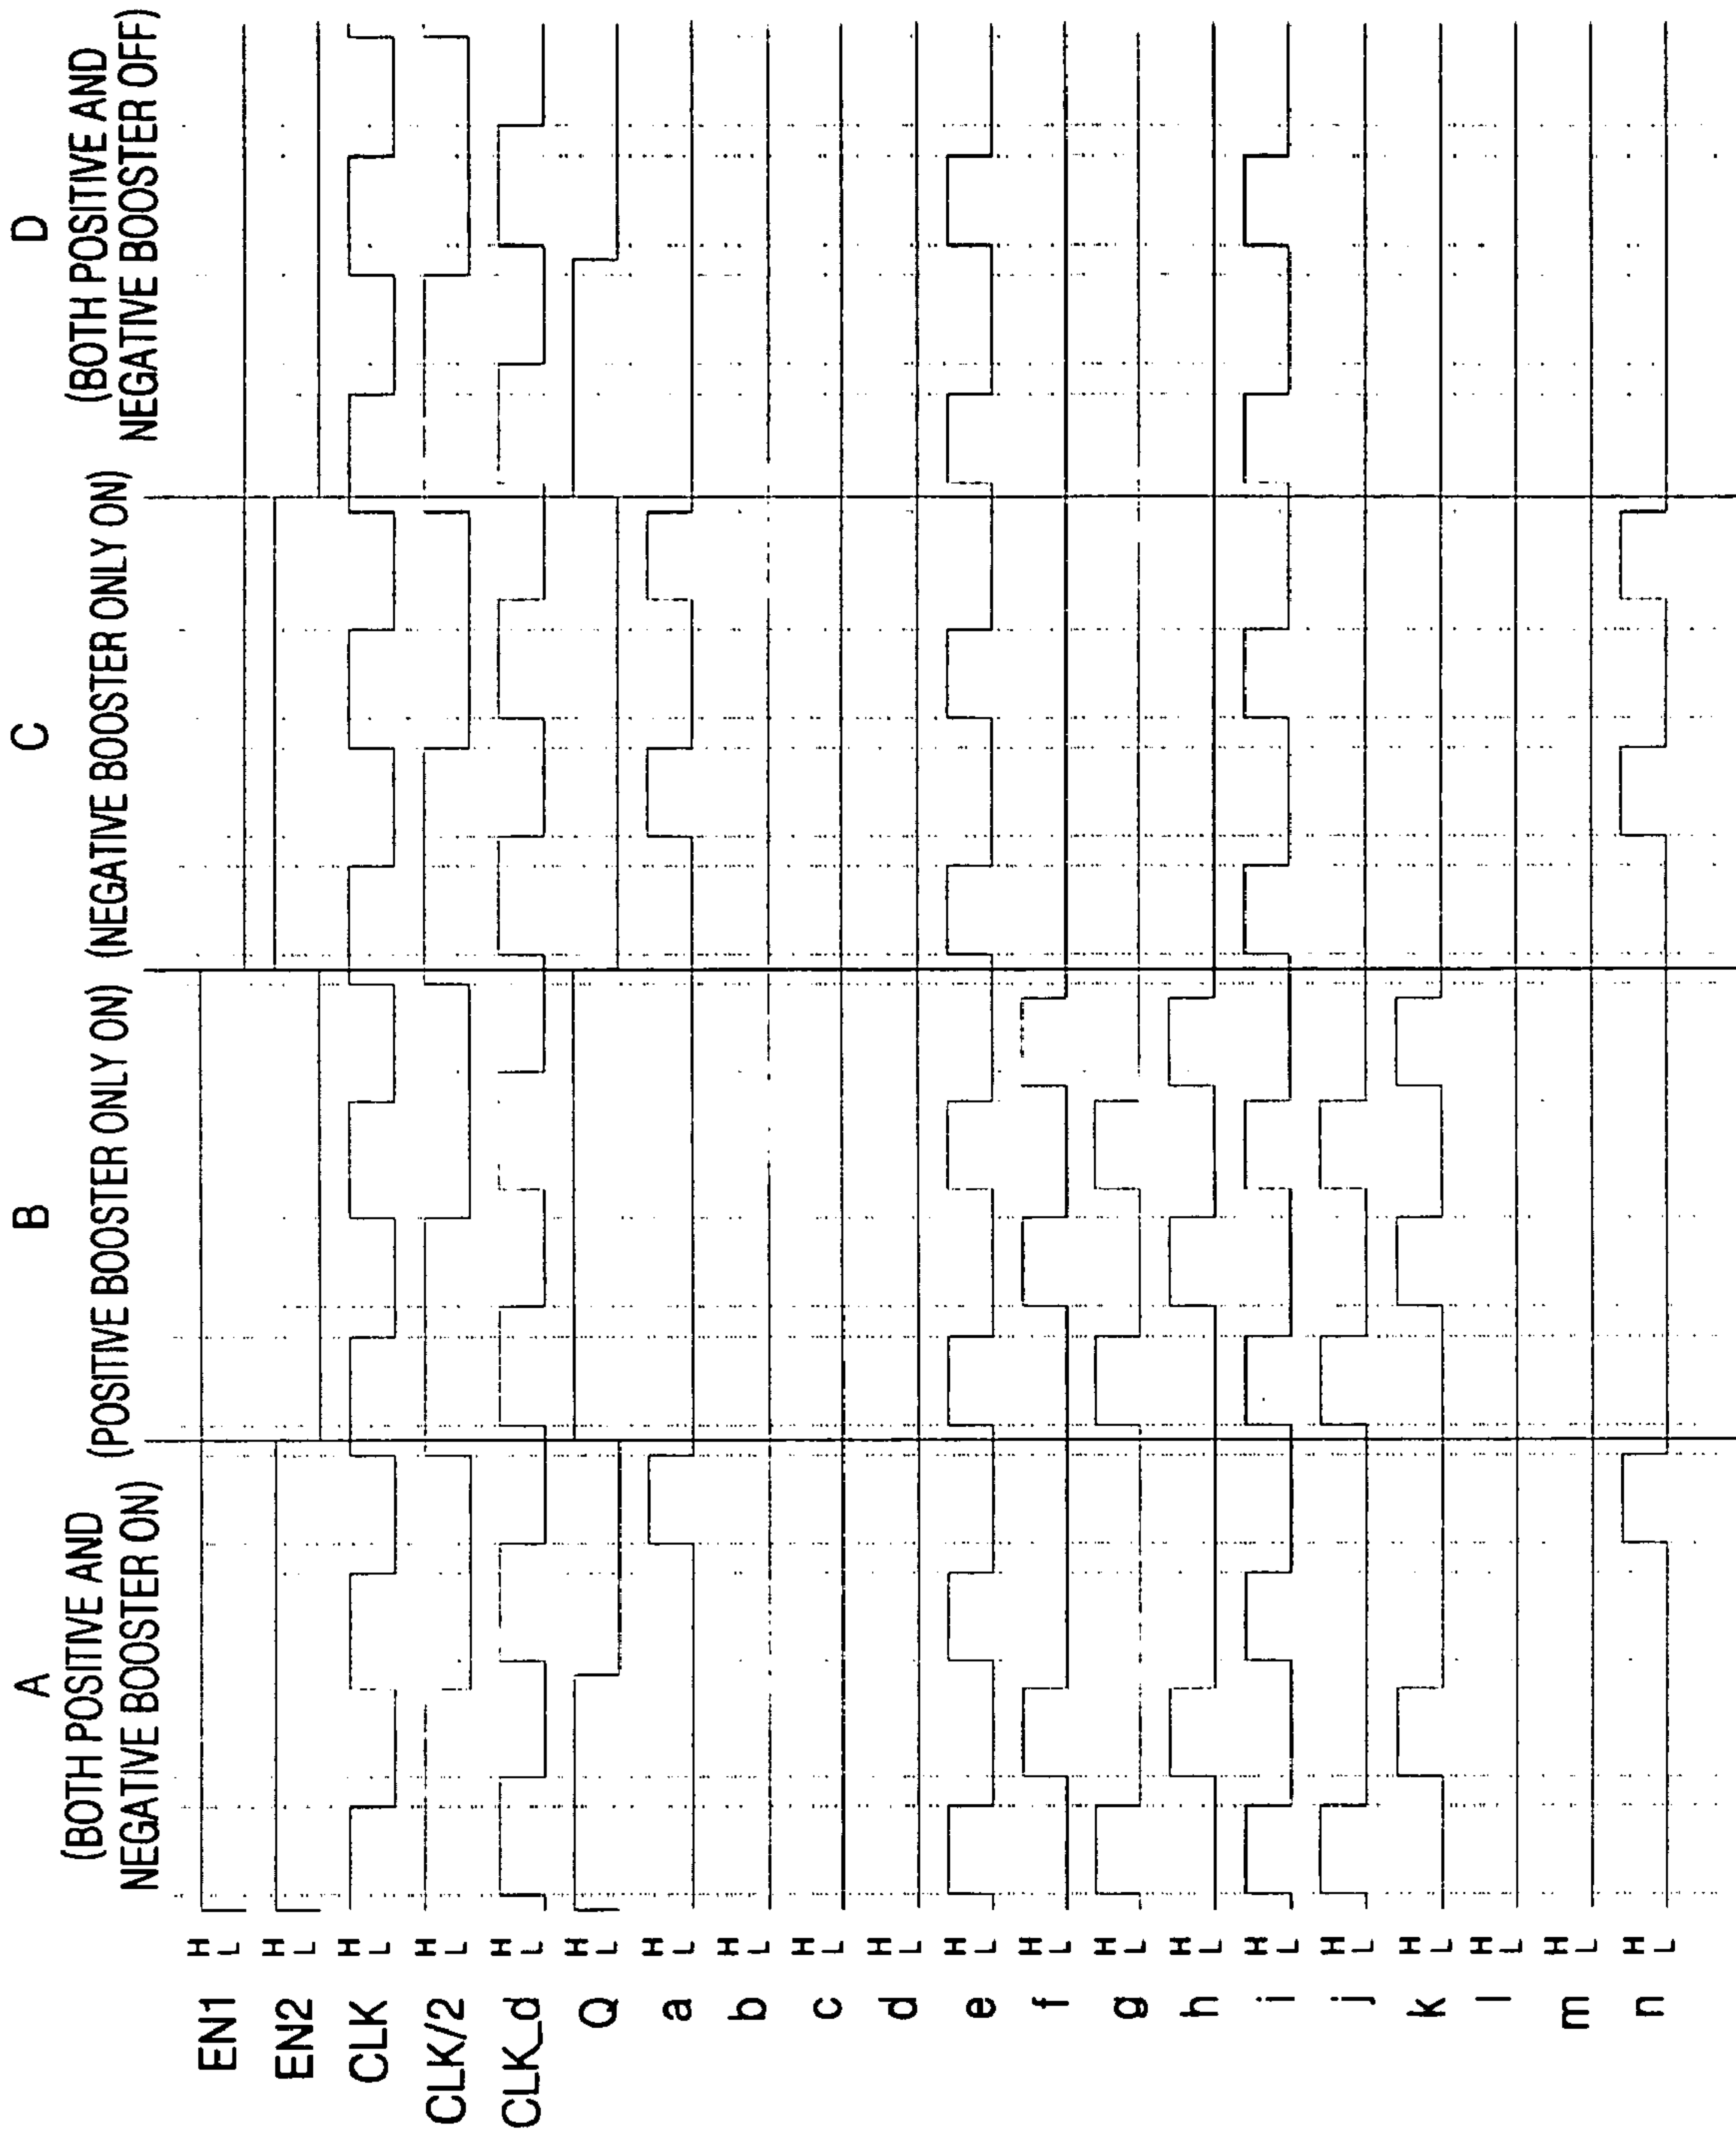 A
(BOTH POSITIVE AND
NEGATIVE BOOSTER ON)
B
(POSITIVE BOOSTER ONLY ON)
C
(NEGATIVE BOOSTER ONLY ON)
D
(BOTH POSITIVE AND
NEGATIVE BOOSTER OFF)
EN1 H L
EN2 H L
CLK H L
CLK/2 H L
CLK_d H L
Q H L
a H L
b H L
c H L
d H L
e H L
f H L
g H L
h H L
i H L
j H L
k H L
l H L
m H L
n H L